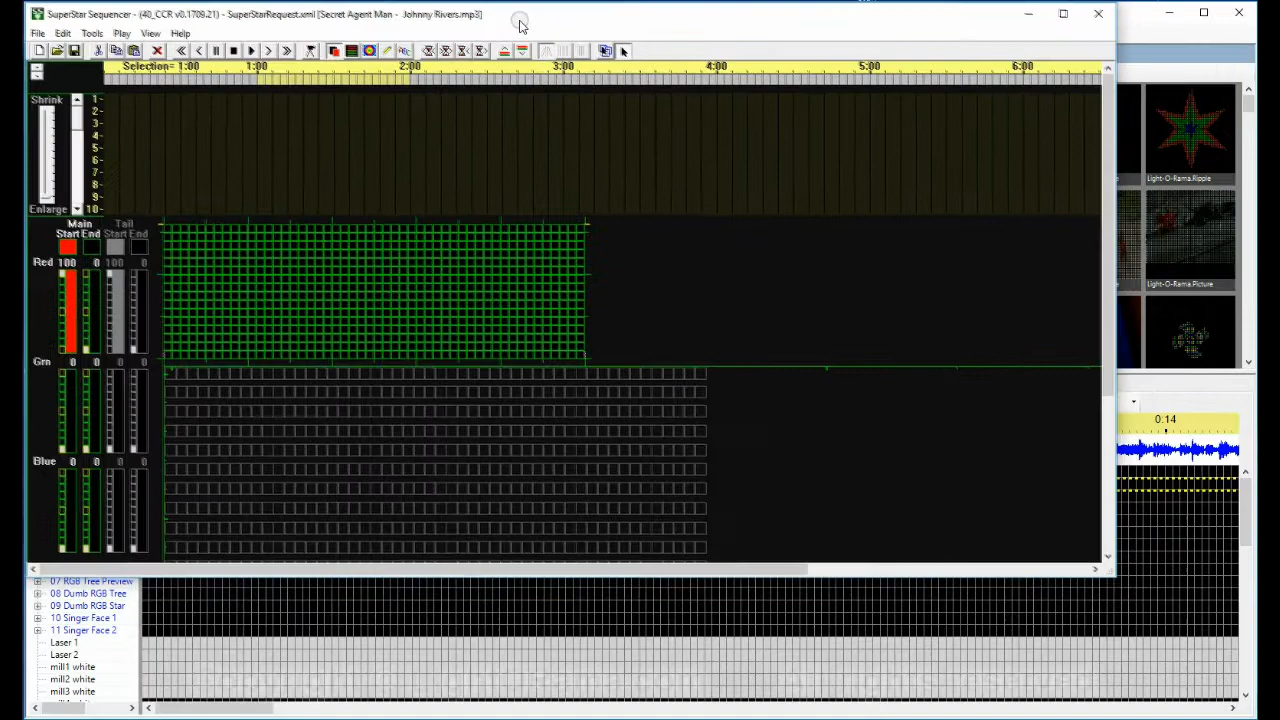 SuperStar Sequencer - (40_CCR v0.1709.21) - SuperStarRequest.xml [Secret Agent Man - Johnny Rivers.mp3]
File Edit Tools Play View Help
Selection= 1:00 1:00 2:00 3:00 4:00 5:00 6:00
Shrink
1
2
3
4
5
6
7
8
9
10
Enlarge
Main Tail
Start End Start End
Red 100 0 100 0
Grn 0 0 0 0
Blue 0 0 0 0
Light-O-Rama.Ripple
Light-O-Rama.Picture
0:14
07 RGB Tree Preview
08 Dumb RGB Tree
09 Dumb RGB Star
10 Singer Face 1
11 Singer Face 2
Laser 1
Laser 2
mill1 white
mill2 white
mill3 white